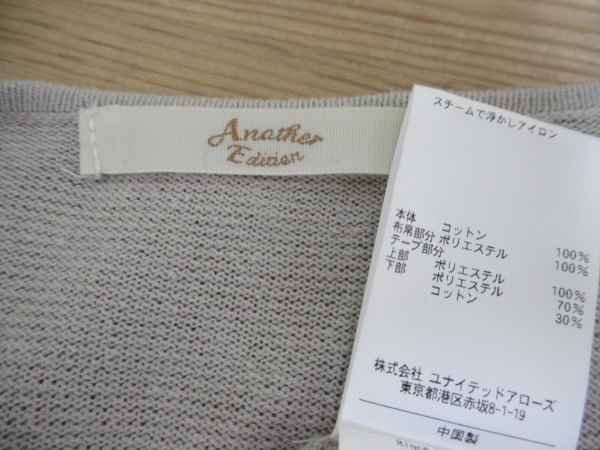 Another
Edition
スチームで浮かしアイロン
本体 コットン 100%
布帛部分 ポリエステル 100%
テープ部分
上部 ポリエステル 100%
下部 ポリエステル 70%
コットン 30%
株式会社 ユナイテッドアローズ
東京都港区赤坂8-1-19
中国製